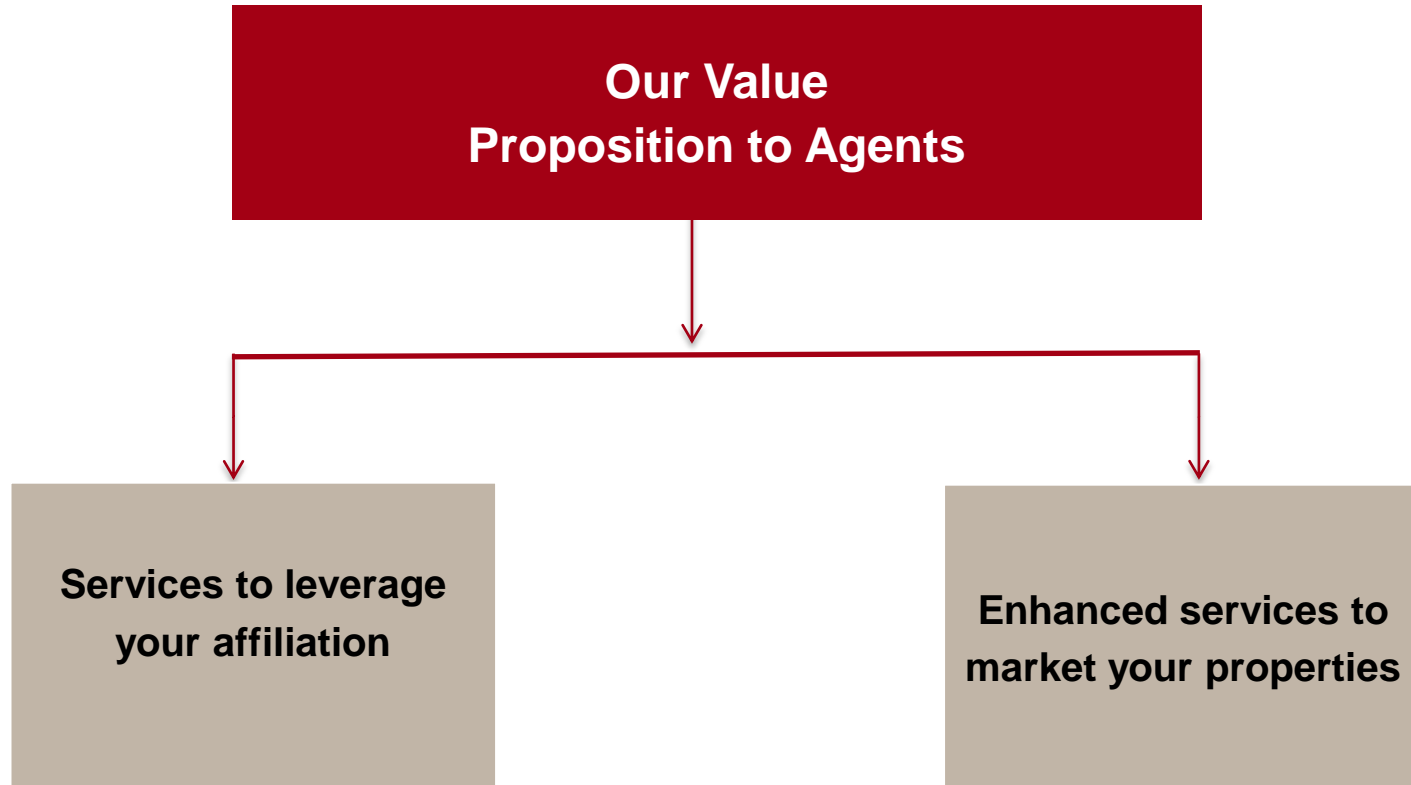 Our Value
Proposition to Agents
Services to leverage
your affiliation
Enhanced services to
market your properties